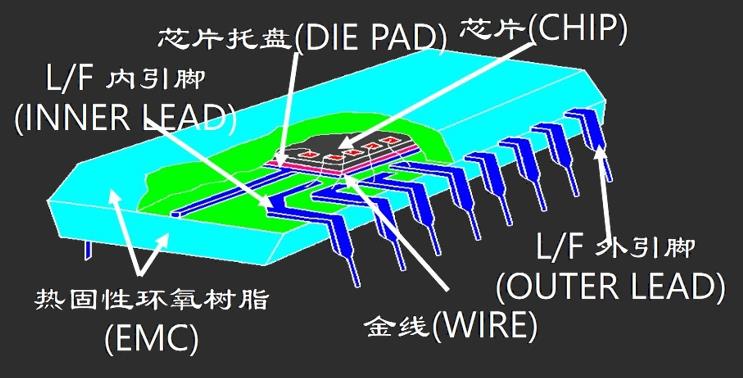 芯片托盘(DIE PAD)
芯片(CHIP)
L/F 内引脚
(INNER LEAD)
L/F 外引脚
(OUTER LEAD)
热固性环氧树脂
(EMC)
金线(WIRE)